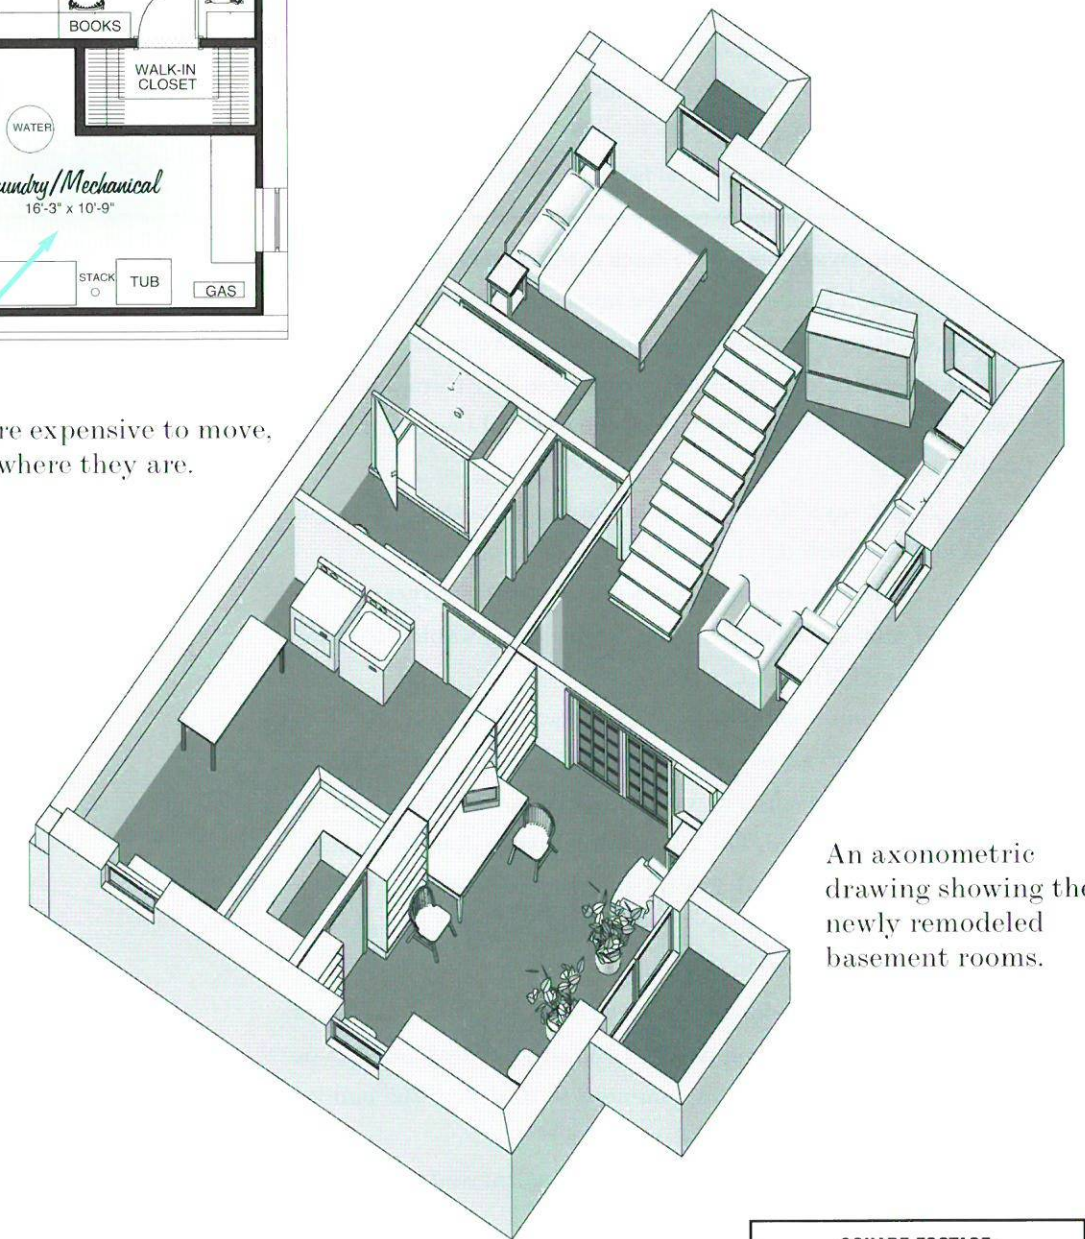 BOOKS
WALK-IN
CLOSET
WATER
undry/Mechanical
16'-3" x 10'-9"
STACK
TUB
GAS
re expensive to move,
where they are.
An axonometric
drawing showing the
newly remodeled
basement rooms.